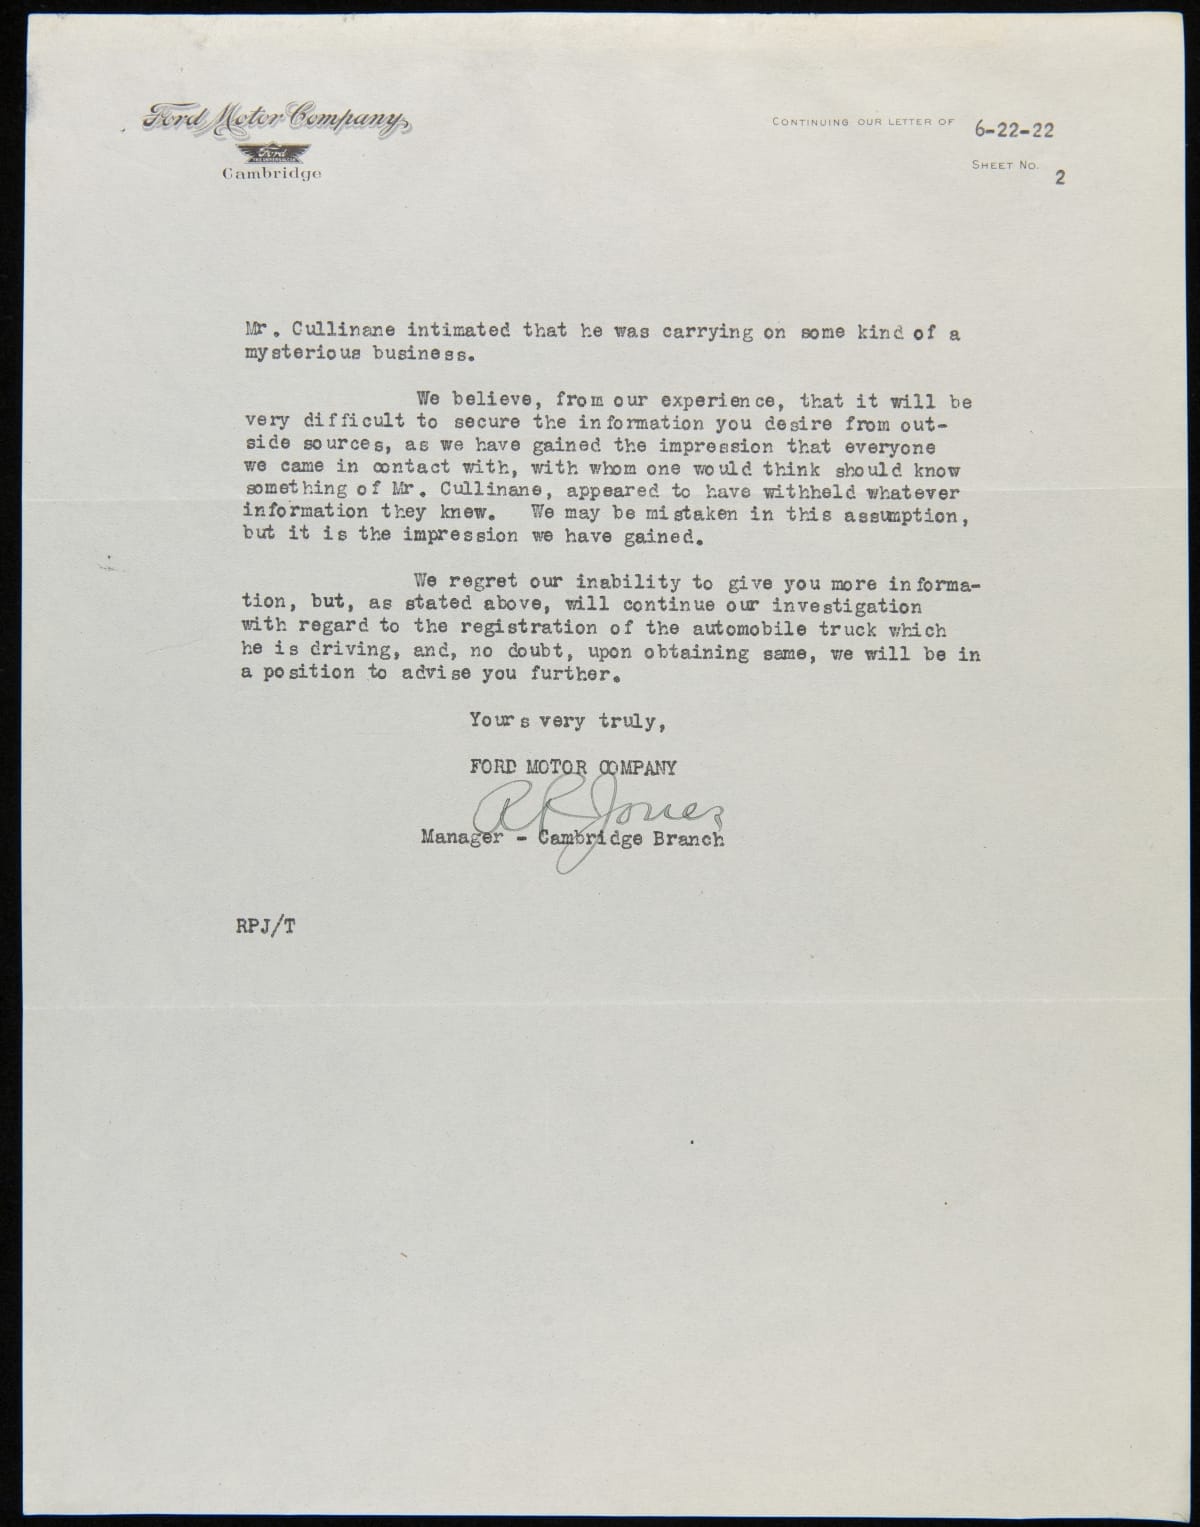 Ford Motor Company
Ford
THE UNIVERSAL CAR
Cambridge
CONTINUING OUR LETTER OF 6-22-22
SHEET NO. 2
Mr. Cullinane intimated that he was carrying on some kind of a
mysterious business.
We believe, from our experience, that it will be
very difficult to secure the information you desire from out-
side sources, as we have gained the impression that everyone
we came in contact with, with whom one would think should know
something of Mr. Cullinane, appeared to have withheld whatever
information they knew. We may be mistaken in this assumption,
but it is the impression we have gained.
We regret our inability to give you more informa-
tion, but, as stated above, will continue our investigation
with regard to the registration of the automobile truck which
he is driving, and, no doubt, upon obtaining same, we will be in
a position to advise you further.
Yours very truly,
FORD MOTOR COMPANY
R P Jones
Manager - Cambridge Branch
RPJ/T